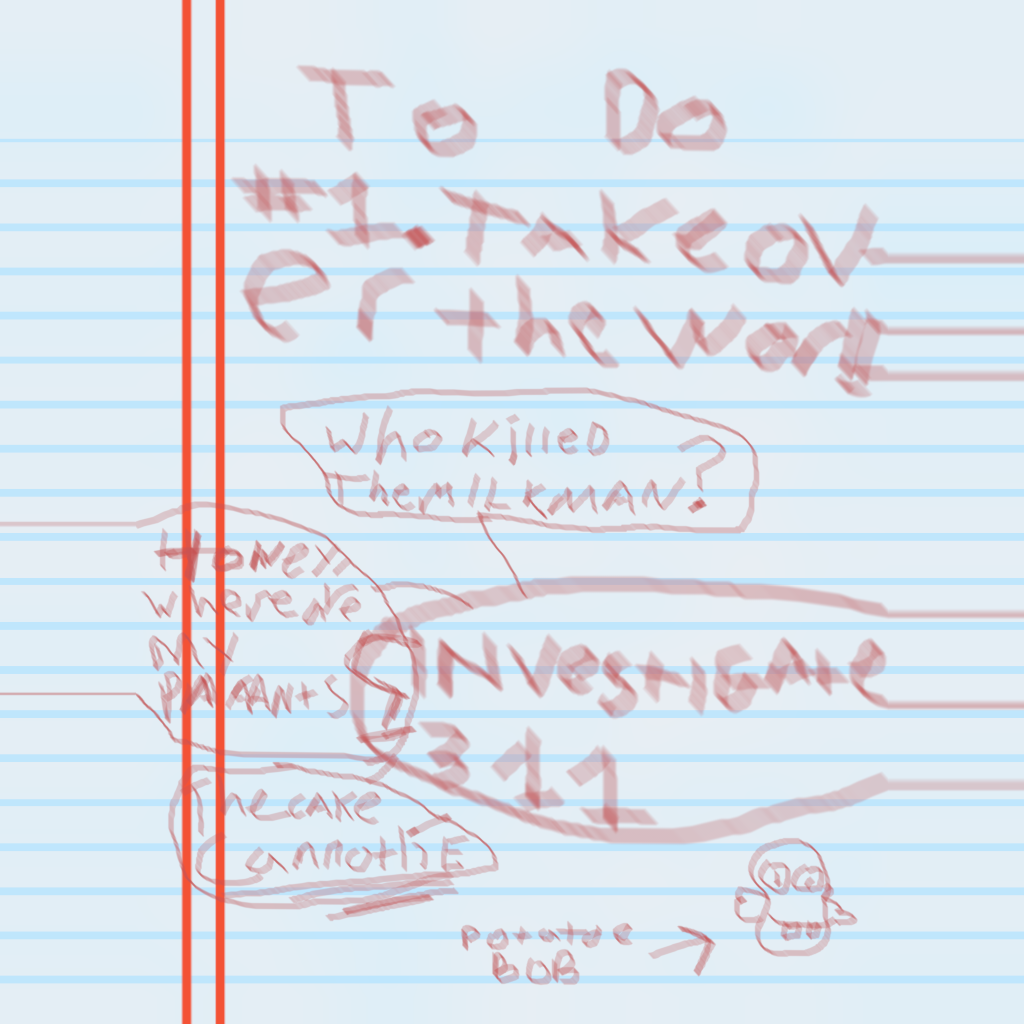 To Do
#1. Take ov
er the worl
Who Killed
The MILKMAN?
HONey
where are
My
PARANts
INvestiGAte
311
The cake
cannot lIE
Potatoe
BOB